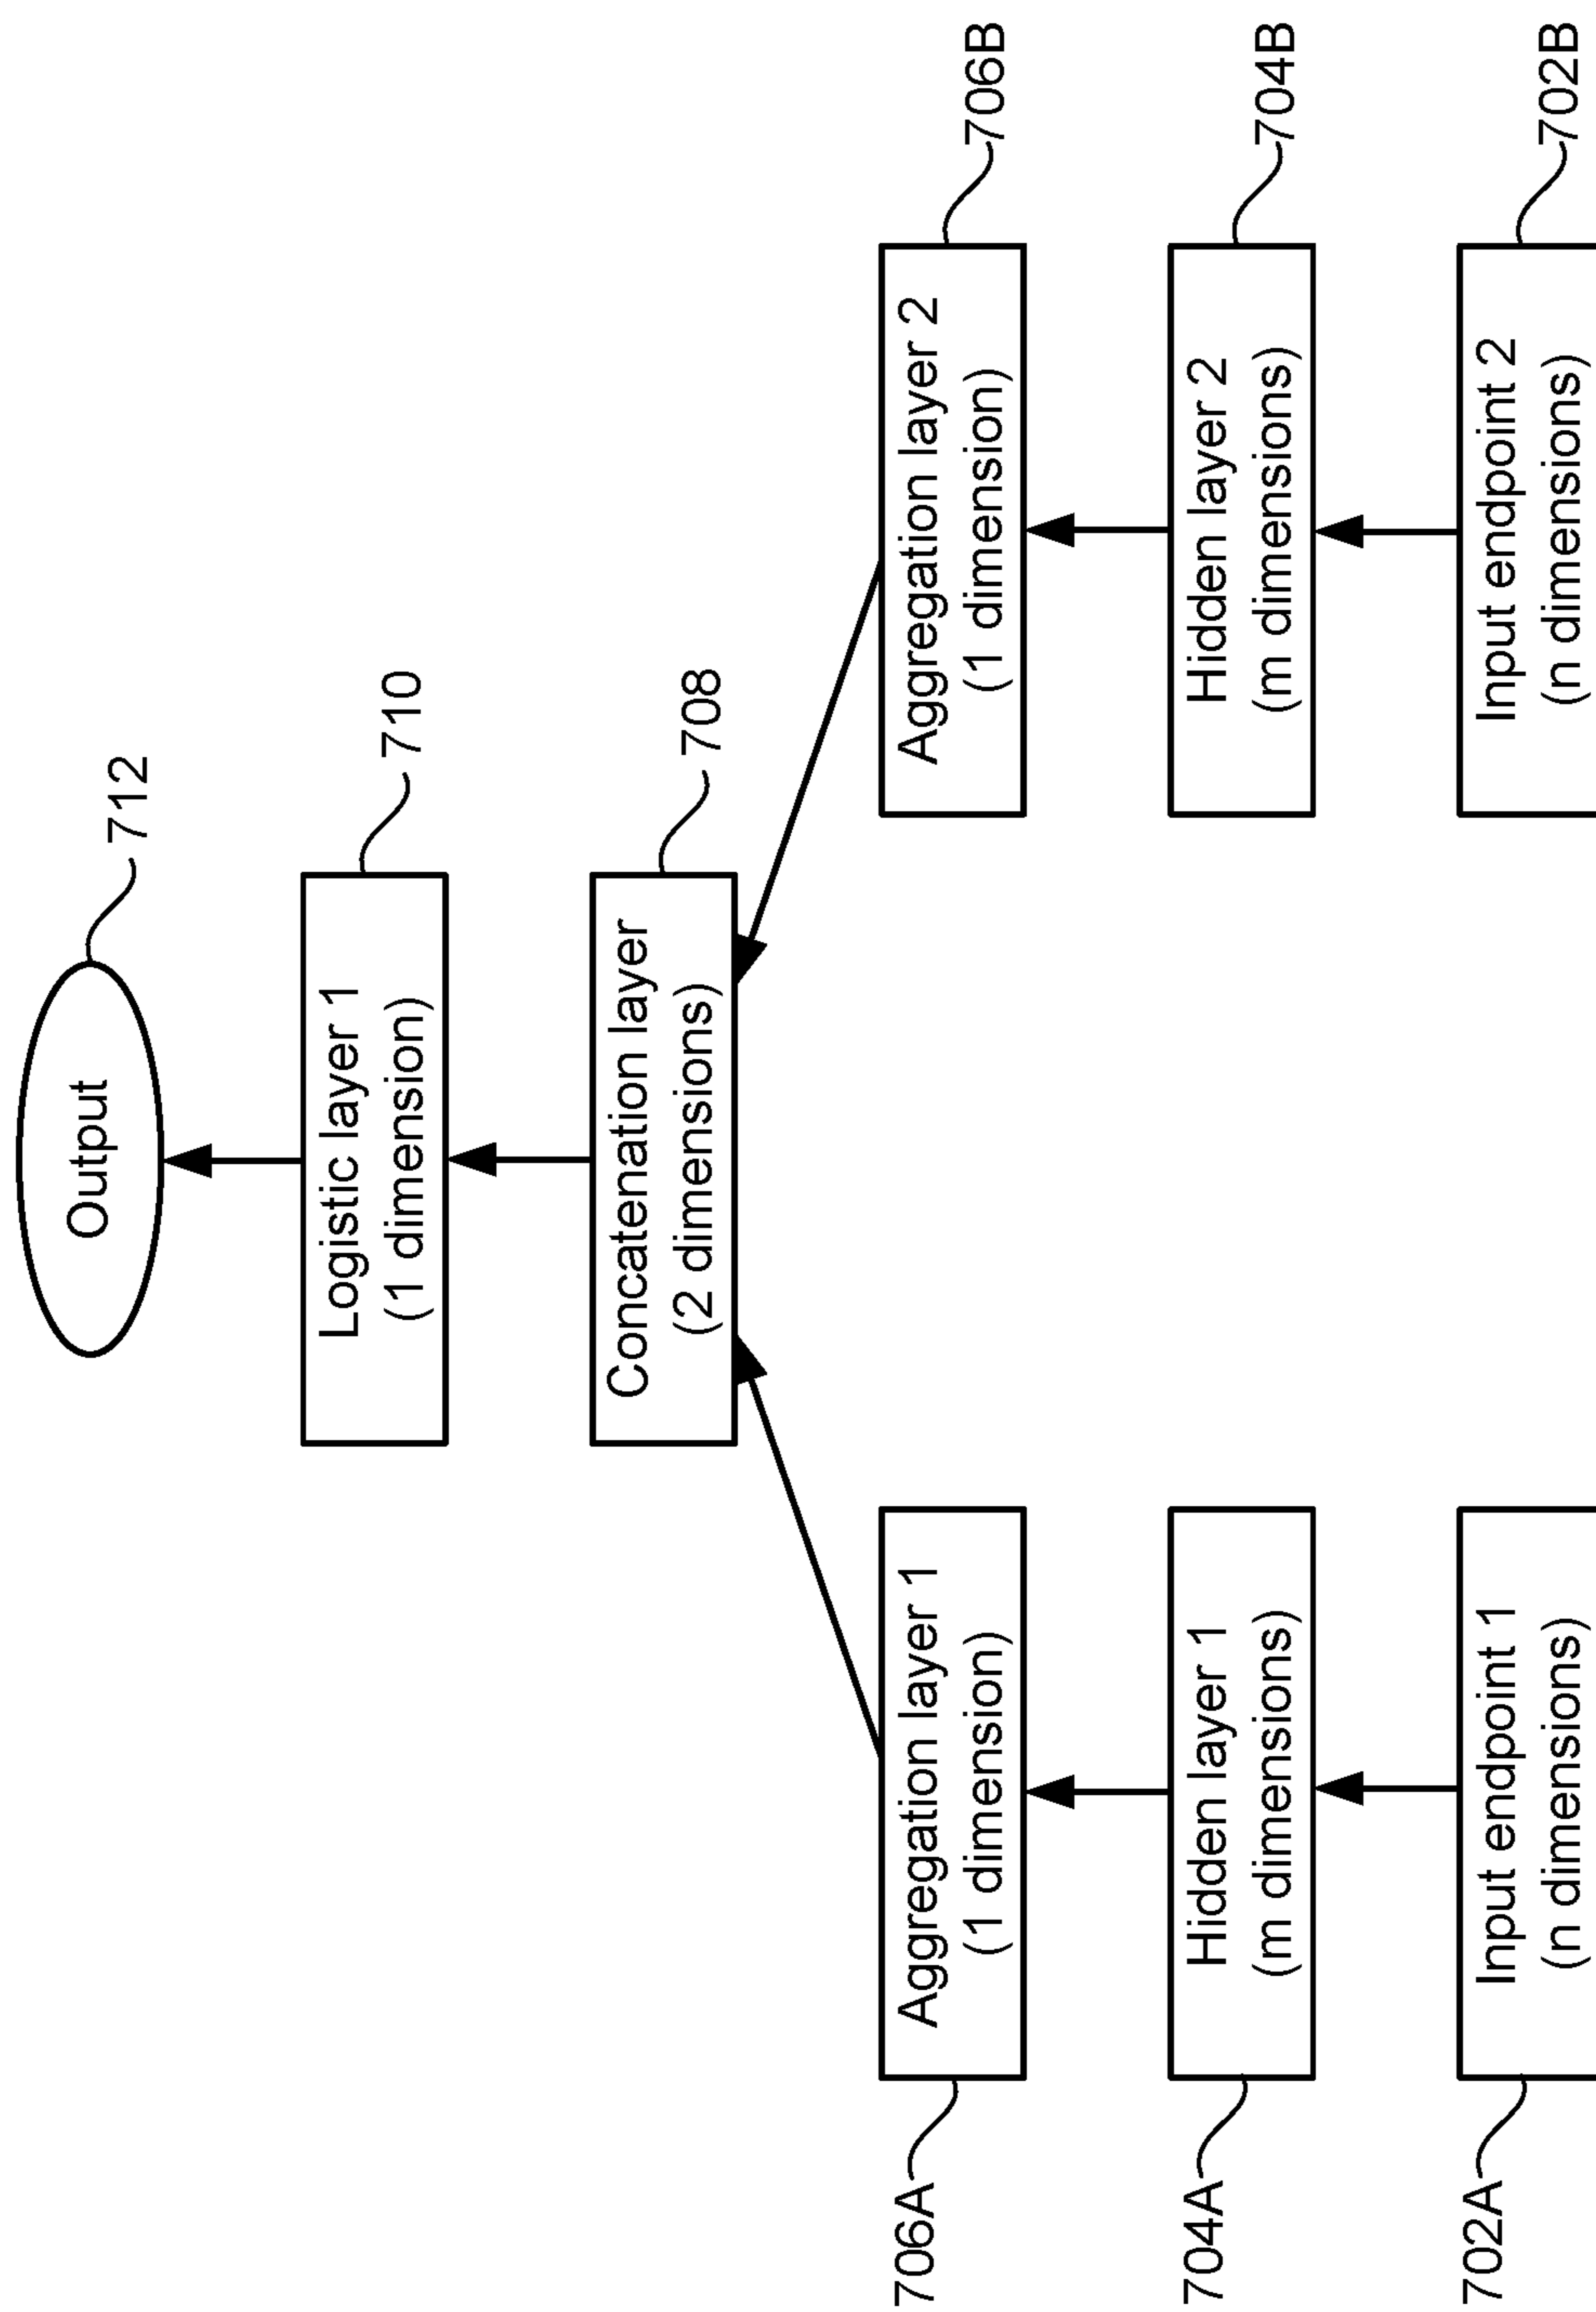 Output
712
Logistic layer 1
(1 dimension)
710
Concatenation layer
(2 dimensions)
708
706A
Aggregation layer 1
(1 dimension)
Aggregation layer 2
(1 dimension)
706B
704A
Hidden layer 1
(m dimensions)
Hidden layer 2
(m dimensions)
704B
702A
Input endpoint 1
(n dimensions)
Input endpoint 2
(n dimensions)
702B